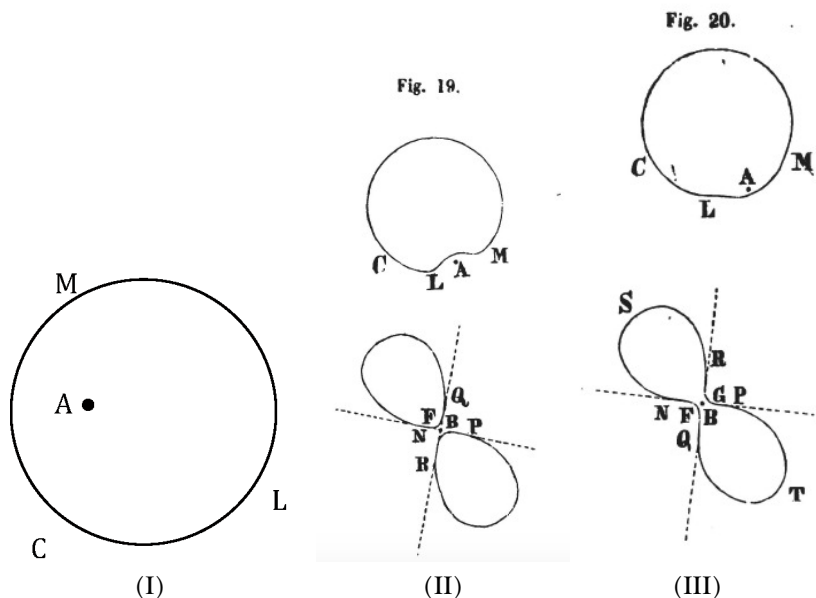 M
A
L
C
(I)
Fig. 19.
C
L
A
M
Q
F
B
P
N
R
(II)
Fig. 20.
C
A
M
L
S
R
G P
N F B
Q
T
(III)